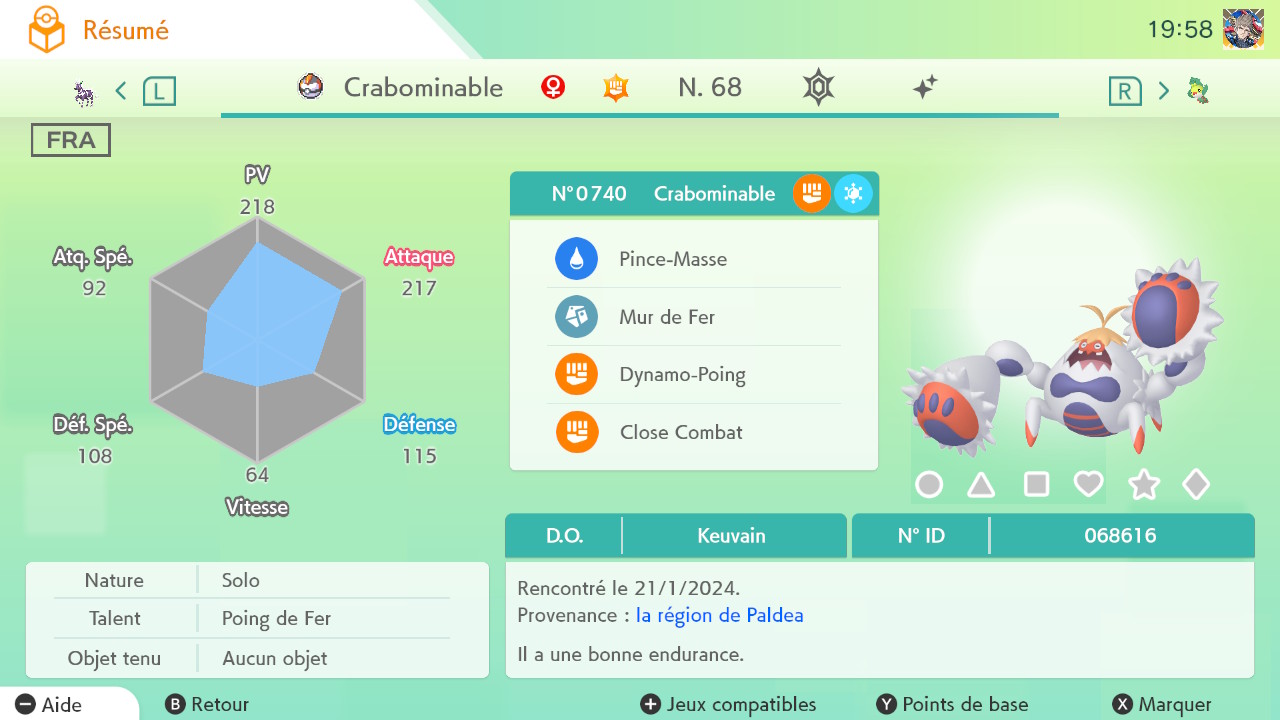 Résumé
19:58
L
Crabominable
N. 68
R
FRA
PV
218
Atq. Spé.
92
Attaque
217
Déf. Spé.
108
Défense
115
64
Vitesse
N°0740 Crabominable
Pince-Masse
Mur de Fer
Dynamo-Poing
Close Combat
D.O. Keuvain
N° ID 068616
Nature Solo
Talent Poing de Fer
Objet tenu Aucun objet
Rencontré le 21/1/2024.
Provenance : la région de Paldea
Il a une bonne endurance.
Aide
B Retour
Jeux compatibles
Y Points de base
X Marquer